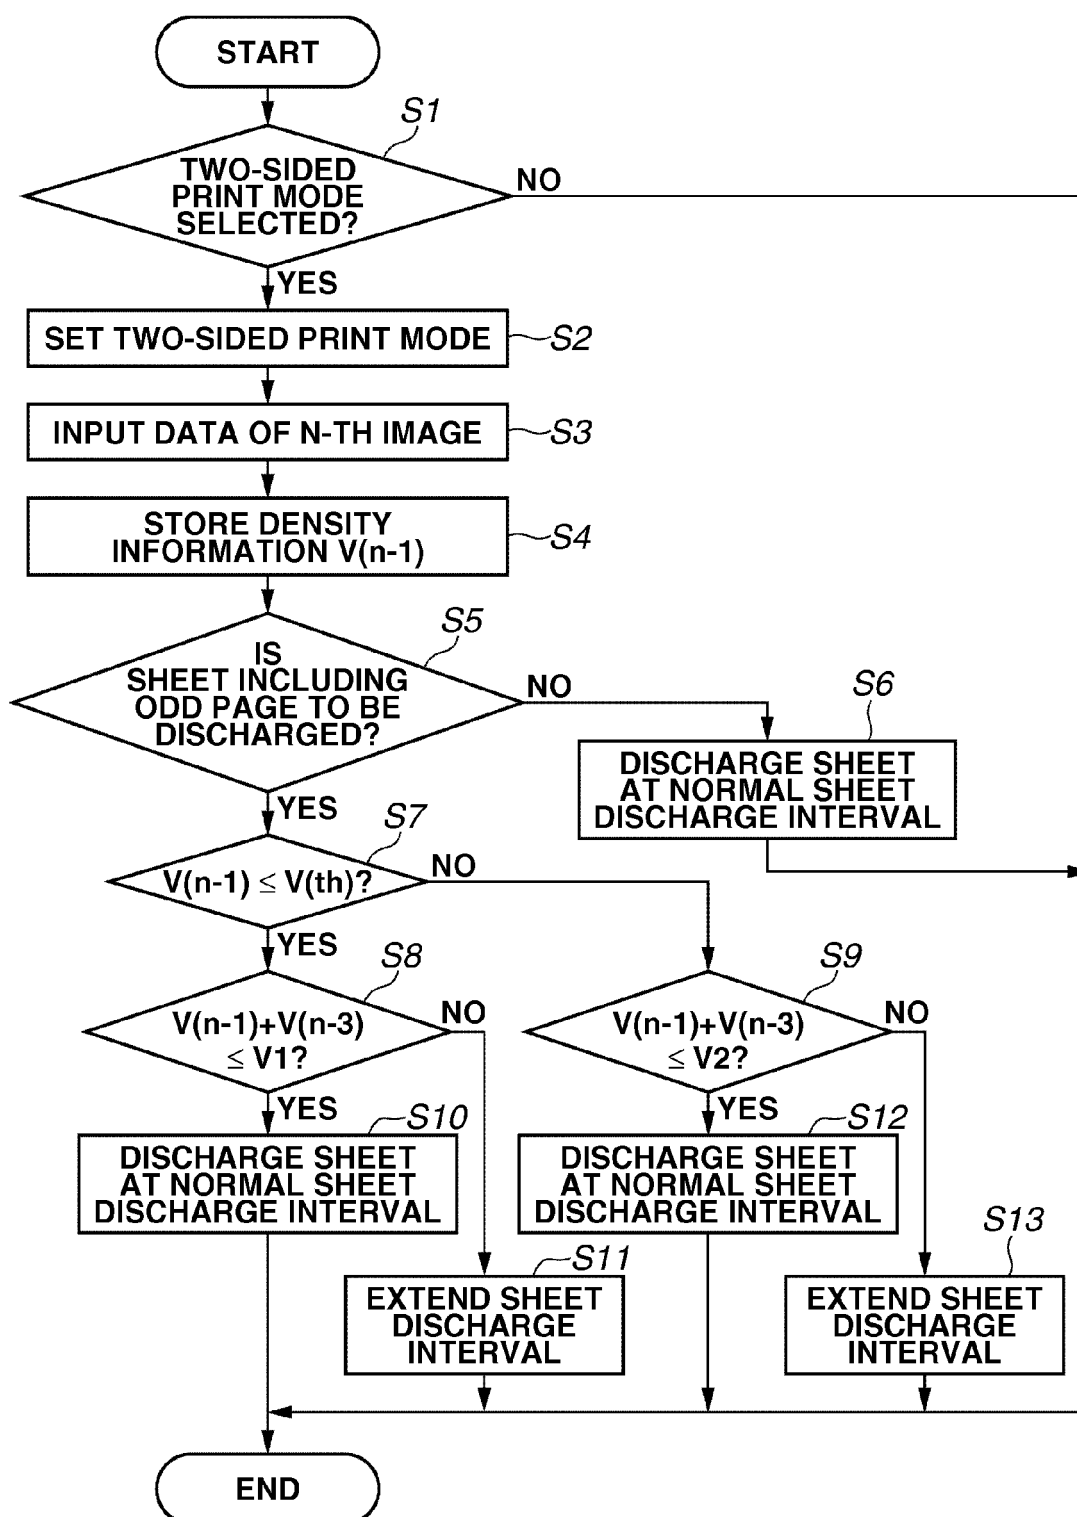 START
S1
TWO-SIDED
PRINT MODE
SELECTED?
NO
YES
SET TWO-SIDED PRINT MODE
S2
INPUT DATA OF N-TH IMAGE
S3
STORE DENSITY
INFORMATION V(n-1)
S4
S5
IS
SHEET INCLUDING
ODD PAGE TO BE
DISCHARGED?
NO
YES
S6
DISCHARGE SHEET
AT NORMAL SHEET
DISCHARGE INTERVAL
S7
V(n-1) ≤ V(th)?
NO
YES
S8
V(n-1)+V(n-3)
≤ V1?
NO
YES
S9
V(n-1)+V(n-3)
≤ V2?
NO
YES
S10
DISCHARGE SHEET
AT NORMAL SHEET
DISCHARGE INTERVAL
S11
EXTEND SHEET
DISCHARGE
INTERVAL
S12
DISCHARGE SHEET
AT NORMAL SHEET
DISCHARGE INTERVAL
S13
EXTEND SHEET
DISCHARGE
INTERVAL
END